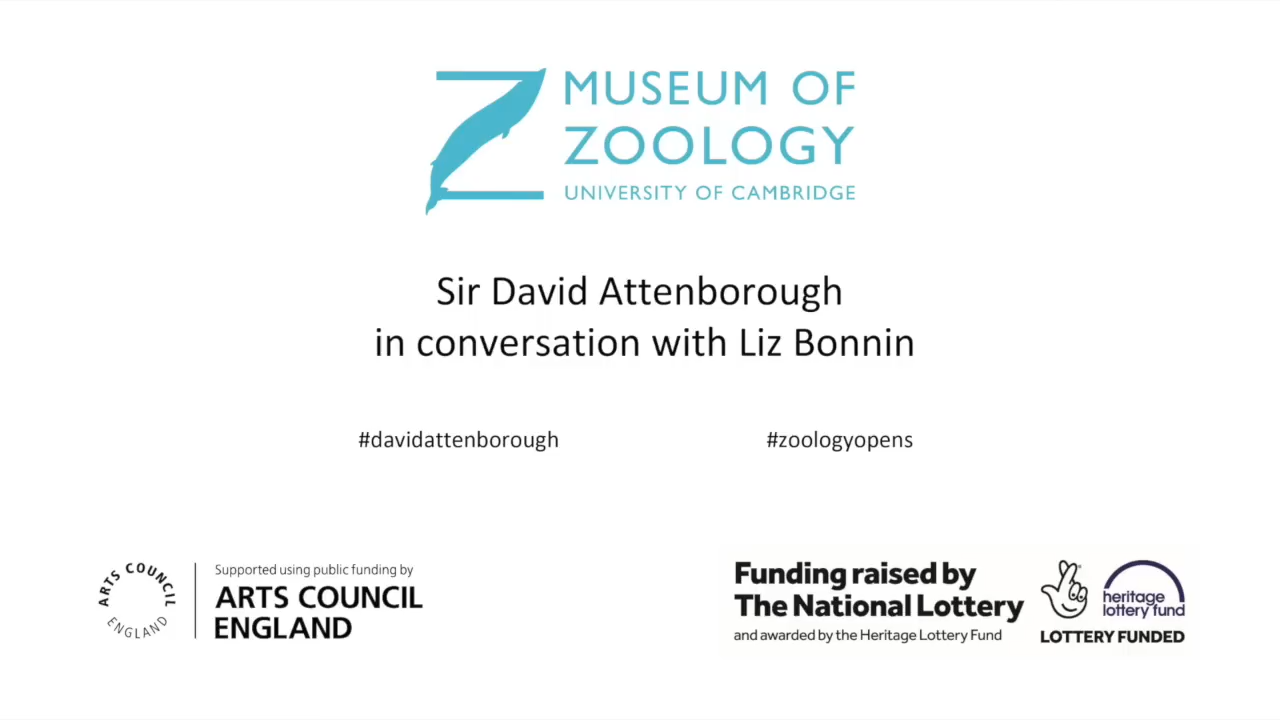 MUSEUM OF
ZOOLOGY
UNIVERSITY OF CAMBRIDGE
Sir David Attenborough
in conversation with Liz Bonnin
#davidattenborough
#zoologyopens
ARTS COUNCIL
ENGLAND
Supported using public funding by
ARTS COUNCIL
ENGLAND
Funding raised by
The National Lottery
and awarded by the Heritage Lottery Fund
heritage
lottery fund
LOTTERY FUNDED